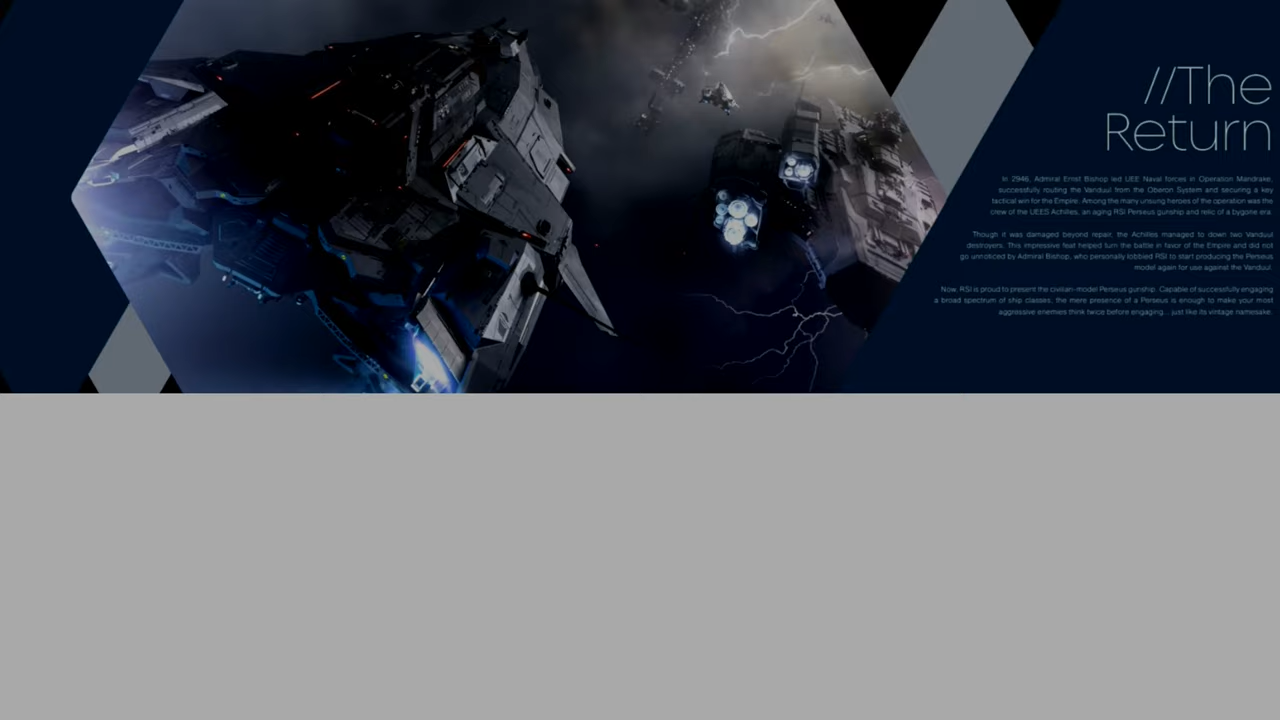 //The
Return
In 2946, Admiral Ernst Bishop led UEE Naval forces in Operation Mandrake,
successfully routing the Vanduul from the Oberon System and securing a key
tactical win for the Empire. Among the many unsung heroes of the operation was the
crew of the UEES Achilles, an aging RSI Perseus gunship and relic of a bygone era.
Though it was damaged beyond repair, the Achilles managed to down two Vanduul
destroyers. This impressive feat helped turn the battle in favor of the Empire and did not
go unnoticed by Admiral Bishop, who personally lobbied RSI to start producing the Perseus
model again for use against the Vanduul.
Now, RSI is proud to present the civilian-model Perseus gunship. Capable of successfully engaging
a broad spectrum of ship classes, the mere presence of a Perseus is enough to make your most
aggressive enemies think twice before engaging... just like its vintage namesake.